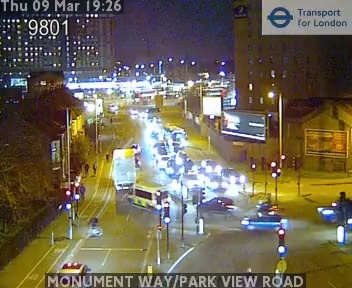 Thu 09 Mar 19:26
9801
Transport
for London
MONUMENT WAY/PARK VIEW ROAD